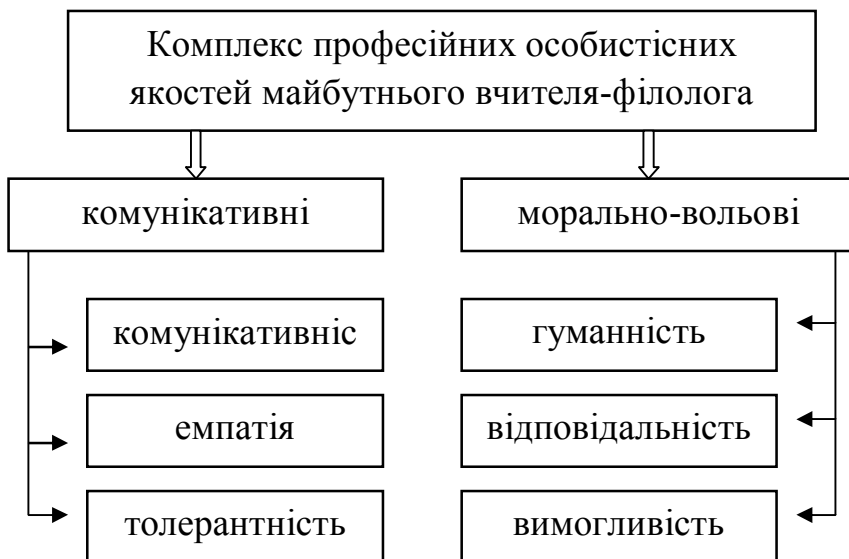 Комплекс професійних особистісних
якостей майбутнього вчителя-філолога
комунікативні
морально-вольові
комунікативніс
гуманність
емпатія
відповідальність
толерантність
вимогливість